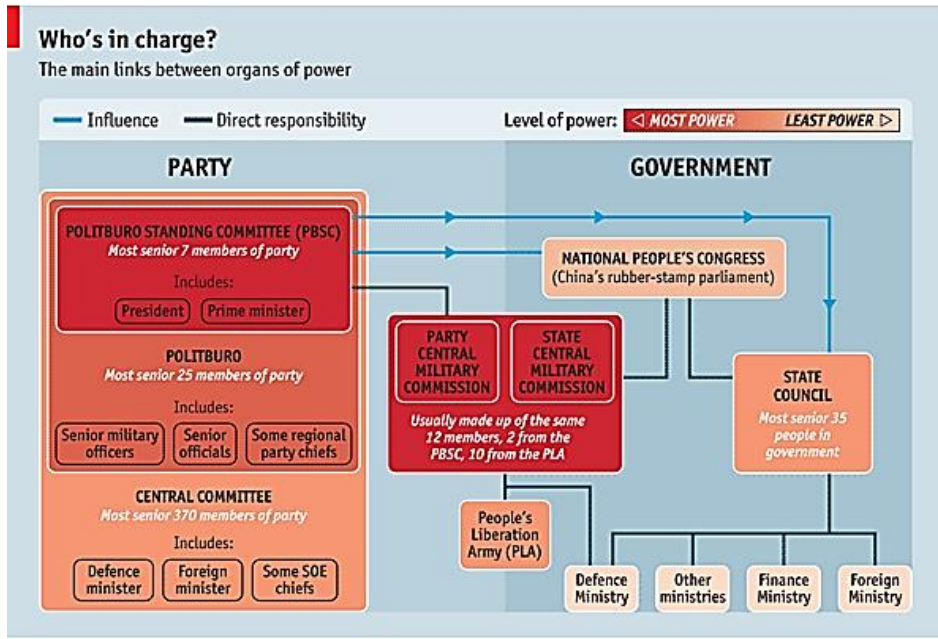 Who's in charge?
The main links between organs of power
Influence
Direct responsibility
Level of power:
MOST POWER
LEAST POWER
PARTY
GOVERNMENT
POLITBURO STANDING COMMITTEE (PBSC)
Most senior 7 members of party
Includes:
President
Prime minister
POLITBURO
Most senior 25 members of party
Includes:
Senior military
officers
Senior
officials
Some regional
party chiefs
CENTRAL COMMITTEE
Most senior 370 members of party
Includes:
Defence
minister
Foreign
minister
Some SOE
chiefs
NATIONAL PEOPLE'S CONGRESS
(China's rubber-stamp parliament)
PARTY
CENTRAL
MILITARY
COMMISSION
STATE
CENTRAL
MILITARY
COMMISSION
Usually made up of the same
12 members, 2 from the
PBSC, 10 from the PLA
STATE
COUNCIL
Most senior 35
people in
government
People's
Liberation
Army (PLA)
Defence
Ministry
Other
ministries
Finance
Ministry
Foreign
Ministry